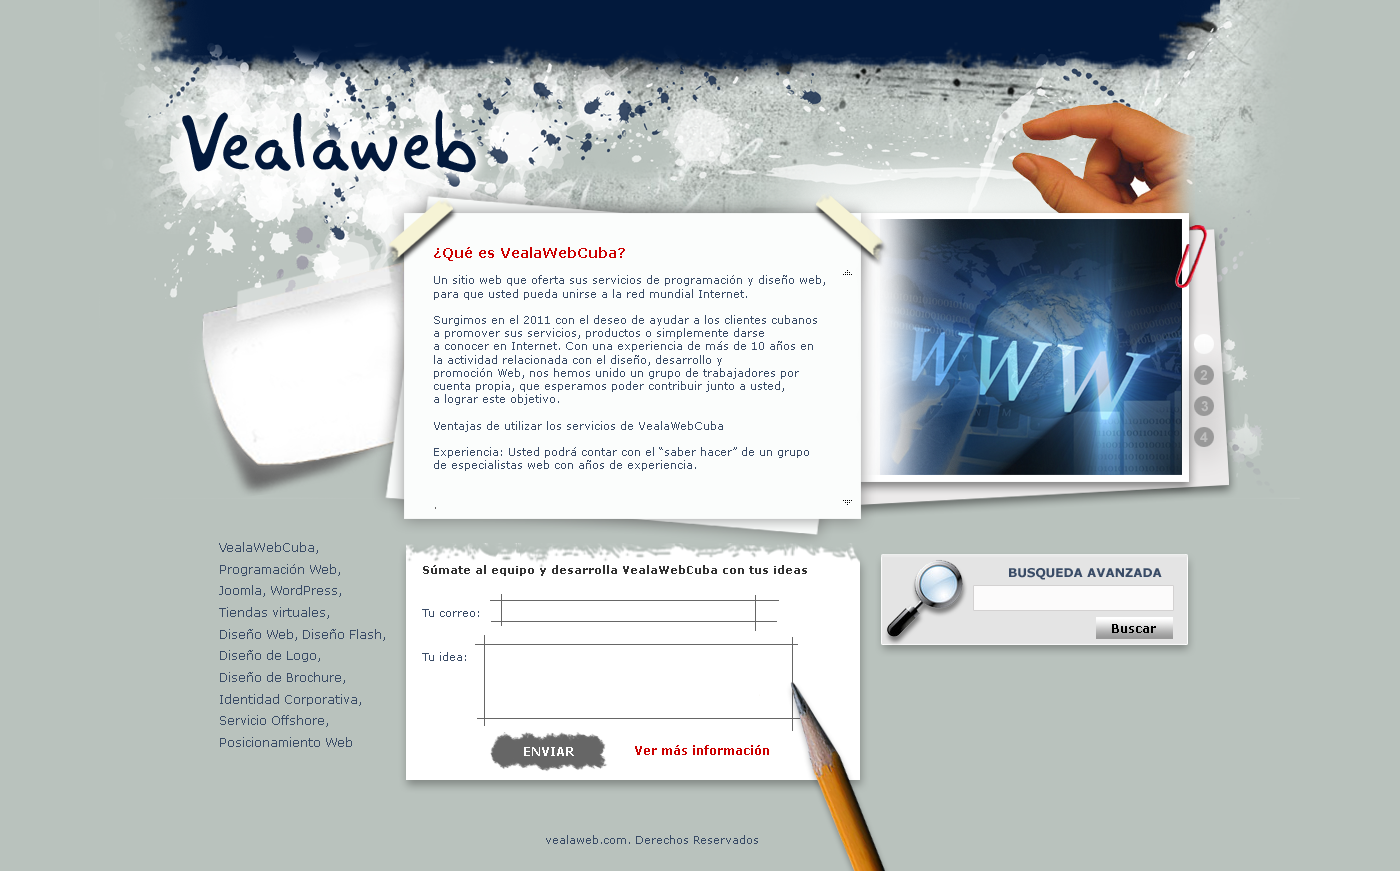 Vealaweb
¿Qué es VealaWebCuba?
Un sitio web que oferta sus servicios de programación y diseño web,
para que usted pueda unirse a la red mundial Internet.
Surgimos en el 2011 con el deseo de ayudar a los clientes cubanos
a promover sus servicios, productos o simplemente darse
a conocer en Internet. Con una experiencia de más de 10 años en
la actividad relacionada con el diseño, desarrollo y
promoción Web, nos hemos unido un grupo de trabajadores por
cuenta propia, que esperamos poder contribuir junto a usted,
a lograr este objetivo.
Ventajas de utilizar los servicios de VealaWebCuba
Experiencia: Usted podrá contar con el “saber hacer” de un grupo
de especialistas web con años de experiencia.
.
WWW
2
3
4
VealaWebCuba,
Programación Web,
Joomla, WordPress,
Tiendas virtuales,
Diseño Web, Diseño Flash,
Diseño de Logo,
Diseño de Brochure,
Identidad Corporativa,
Servicio Offshore,
Posicionamiento Web
Súmate al equipo y desarrolla VealaWebCuba con tus ideas
Tu correo:
Tu idea:
ENVIAR
Ver más información
BUSQUEDA AVANZADA
Buscar
vealaweb.com. Derechos Reservados